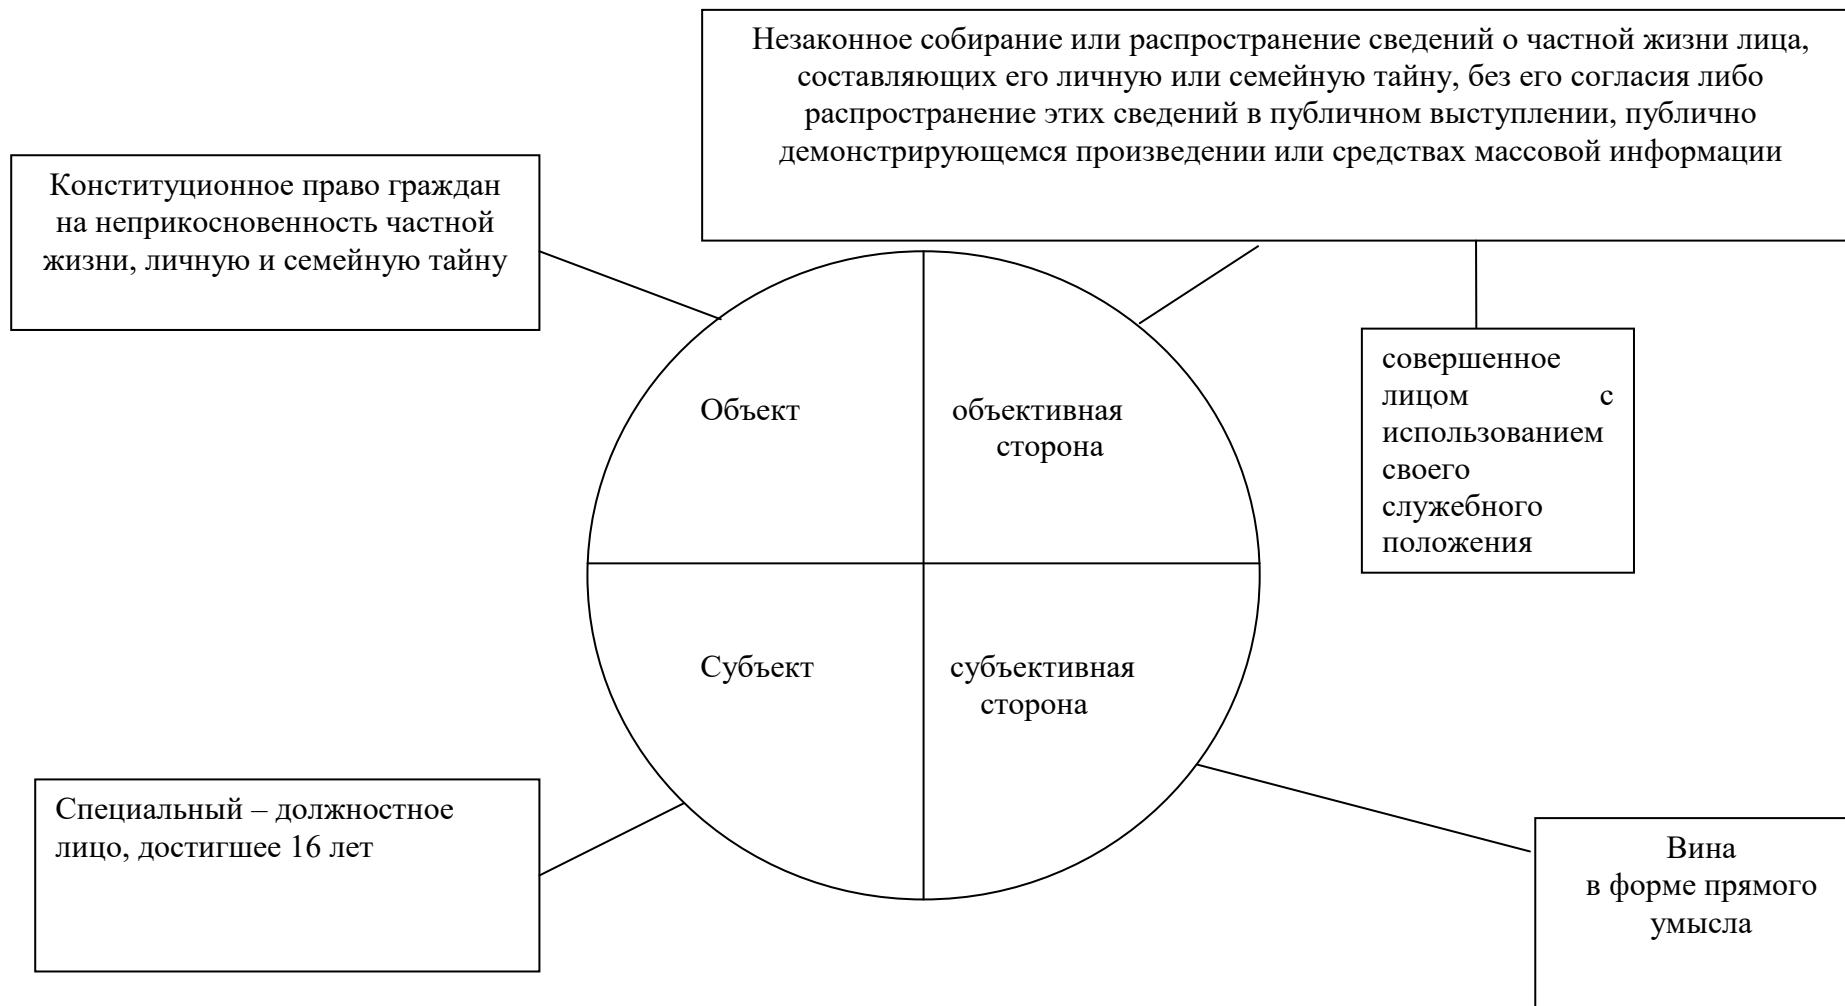 Незаконное собирание или распространение сведений о частной жизни лица,
составляющих его личную или семейную тайну, без его согласия либо
распространение этих сведений в публичном выступлении, публично
демонстрирующемся произведении или средствах массовой информации
Конституционное право граждан
на неприкосновенность частной
жизни, личную и семейную тайну
совершенное
лицом с
использованием
своего
служебного
положения
Объект
объективная
сторона
Субъект
субъективная
сторона
Специальный – должностное
лицо, достигшее 16 лет
Вина
в форме прямого
умысла